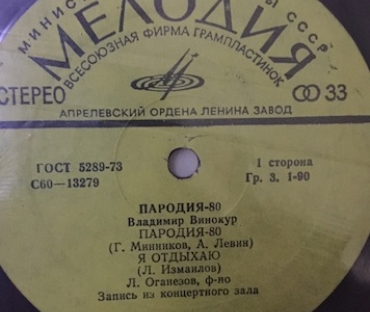 МИНИС Ы СССР
МЕЛОДИЯ
ВСЕСОЮЗНАЯ ФИРМА ГРАМПЛАСТИНОК
СТЕРЕО 33
АПРЕЛЕВСКИЙ ОРДЕНА ЛЕНИНА ЗАВОД
ГОСТ 5289-73
С60—13279
1 сторона
Гр. 3. 1-90
ПАРОДИЯ-80
Владимир Винокур
ПАРОДИЯ-80
(Г. Минников, А. Левин)
Я ОТДЫХАЮ
(Л. Измайлов)
Л. Оганезов, ф-но
Запись из концертного зала